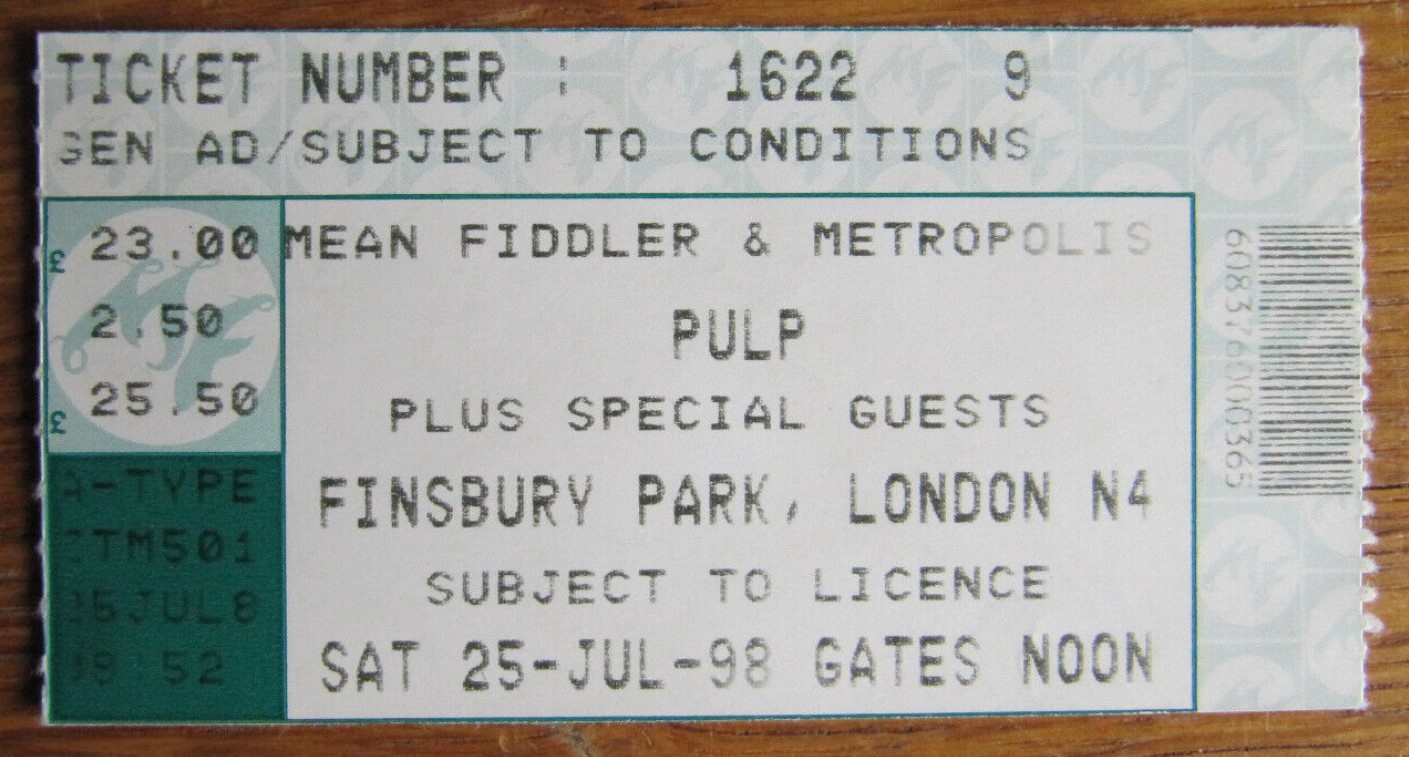 TICKET NUMBER : 1622 9
GEN AD/SUBJECT TO CONDITIONS
£ 23.00
2.50
£ 25.50
A-TYPE
CTM501
25JUL8
52
MEAN FIDDLER & METROPOLIS
PULP
PLUS SPECIAL GUESTS
FINSBURY PARK, LONDON N4
SUBJECT TO LICENCE
SAT 25-JUL-98 GATES NOON
6083760000365